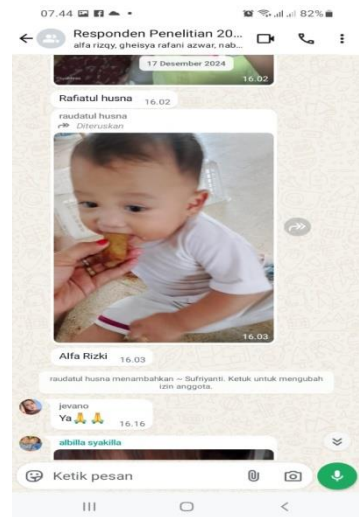 07.44 82%
Responden Penelitian 20...
alfa rizqy, gheisya rafani azwar, nab...
17 Desember 2024
16.02
Rafiatul husna 16.02
raudatul husna
Diteruskan
16.03
Alfa Rizki 16.03
raudatul husna menambahkan ~ Sufriyanti. Ketuk untuk mengubah
izin anggota.
jevano
Ya 🙏 🙏 16.16
albilla syakilla
Ketik pesan